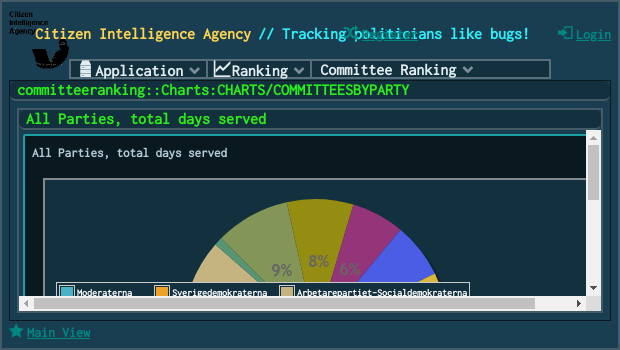 Citizen
Intelligence
Agency
Citizen Intelligence Agency // Tracking politicians like bugs!
Register
Login
Application
Ranking
Committee Ranking
committeeranking::Charts:CHARTS/COMMITTEESBYPARTY
All Parties, total days served
All Parties, total days served
9%
8%
6%
Moderaterna
Sverigedemokraterna
Arbetarepartiet-Socialdemokraterna
Main View